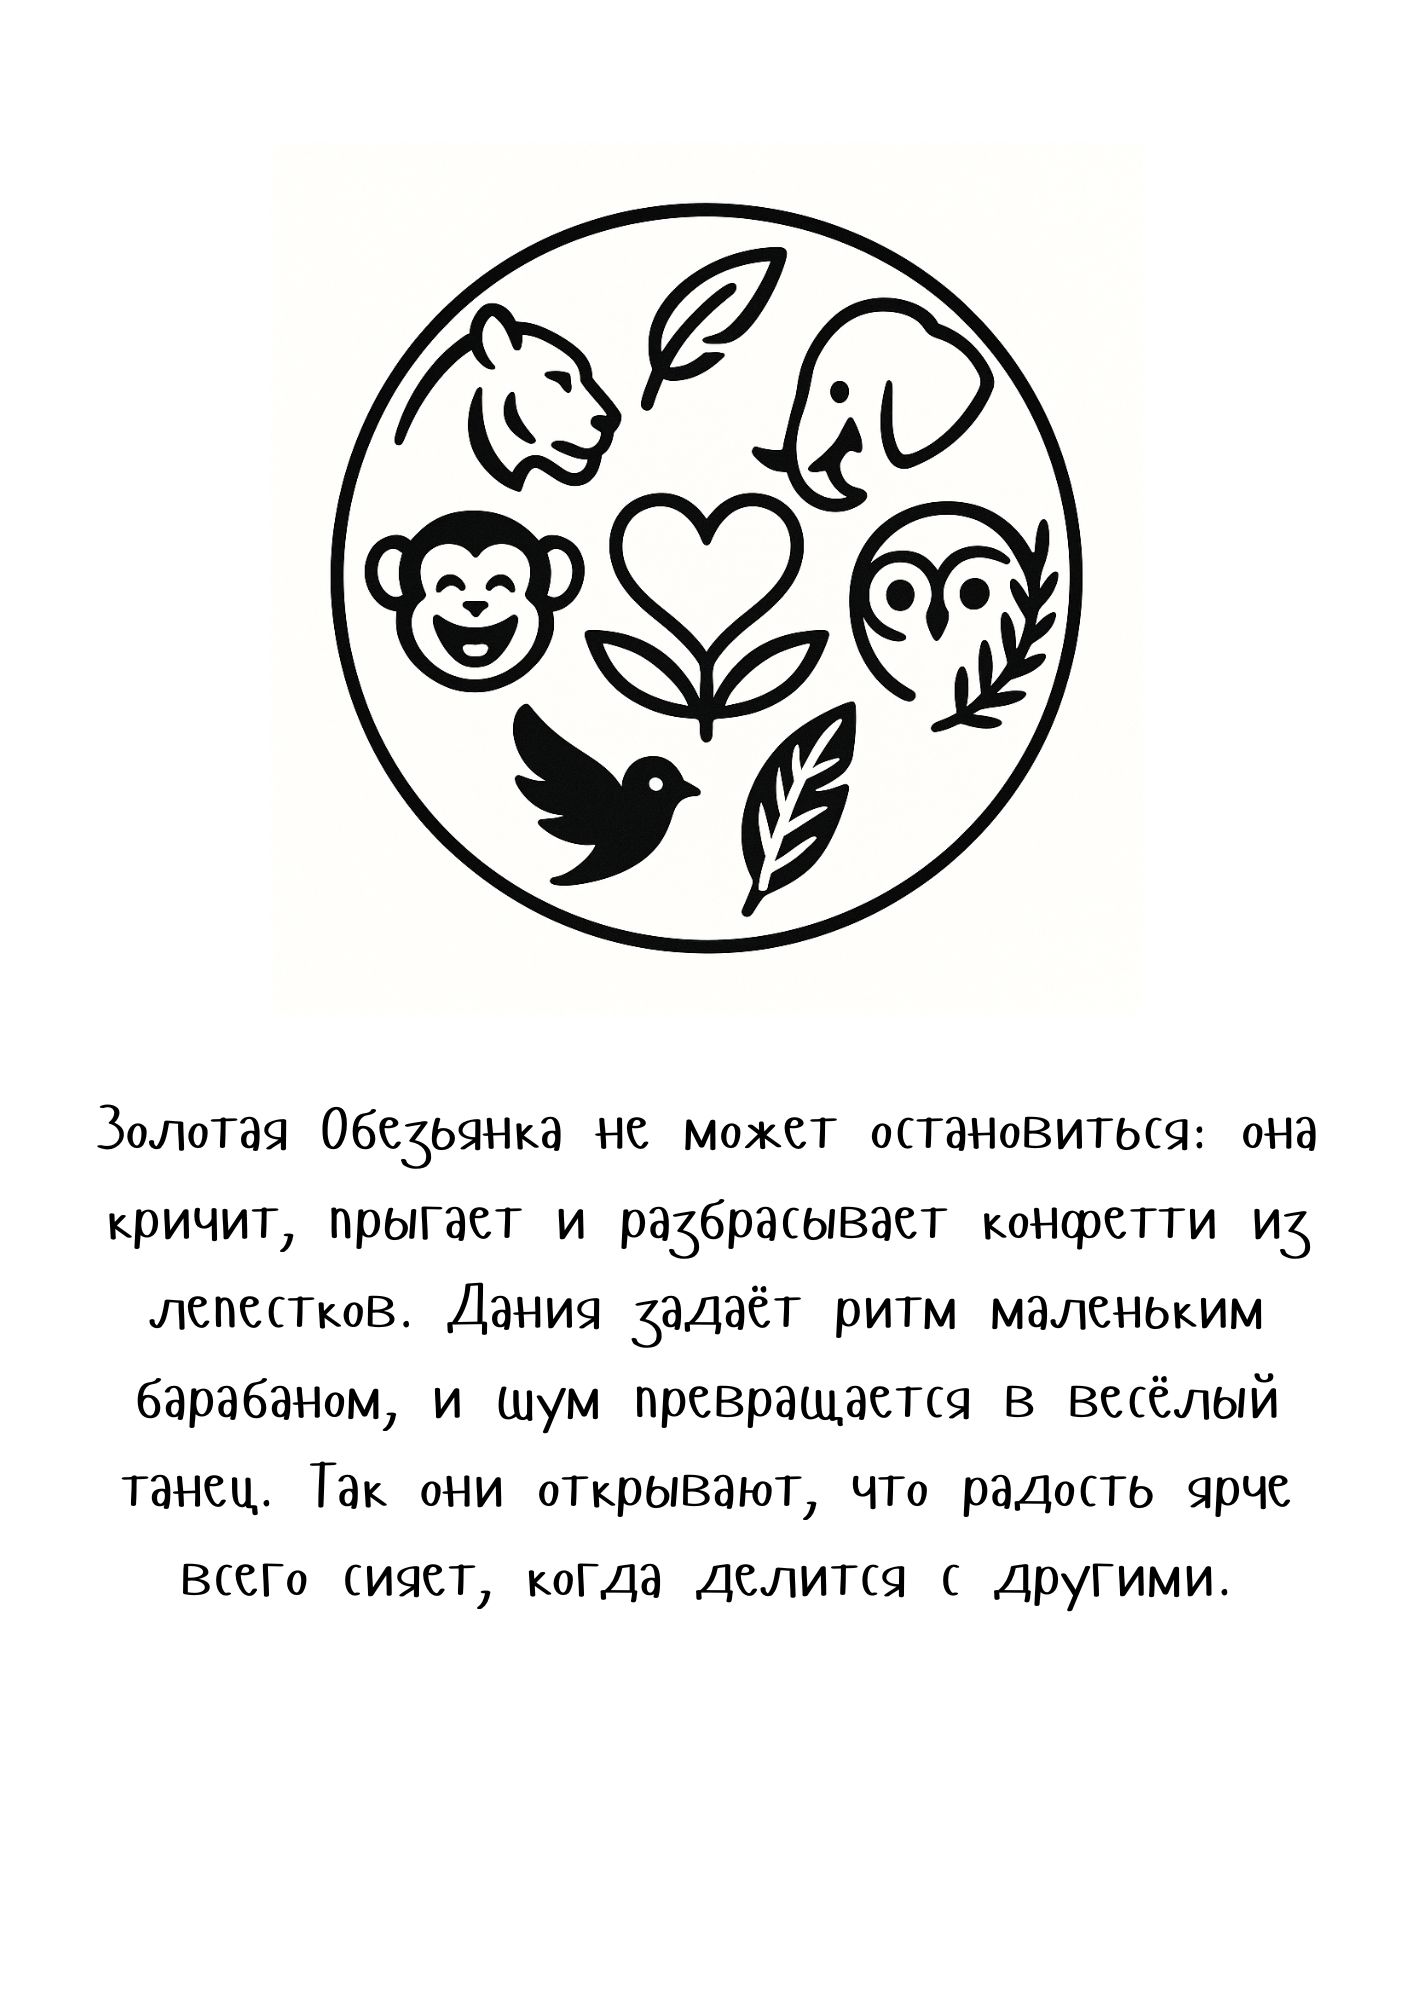 Золотая Обезьянка не может остановиться: она
кричит, прыгает и разбрасывает конфетти из
лепестков. Дания задаёт ритм маленьким
барабаном, и шум превращается в весёлый
танец. Так они открывают, что радость ярче
всего сияет, когда делится с другими.